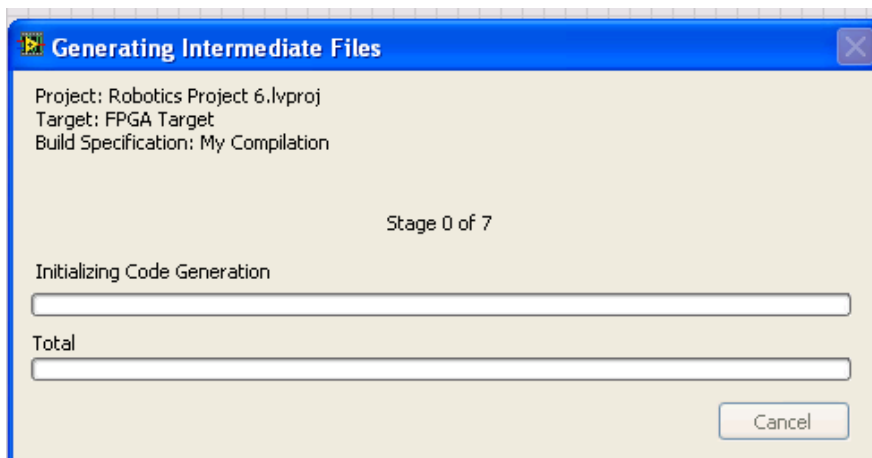 Generating Intermediate Files
Project: Robotics Project 6.lvproj
Target: FPGA Target
Build Specification: My Compilation
Stage 0 of 7
Initializing Code Generation
Total
Cancel